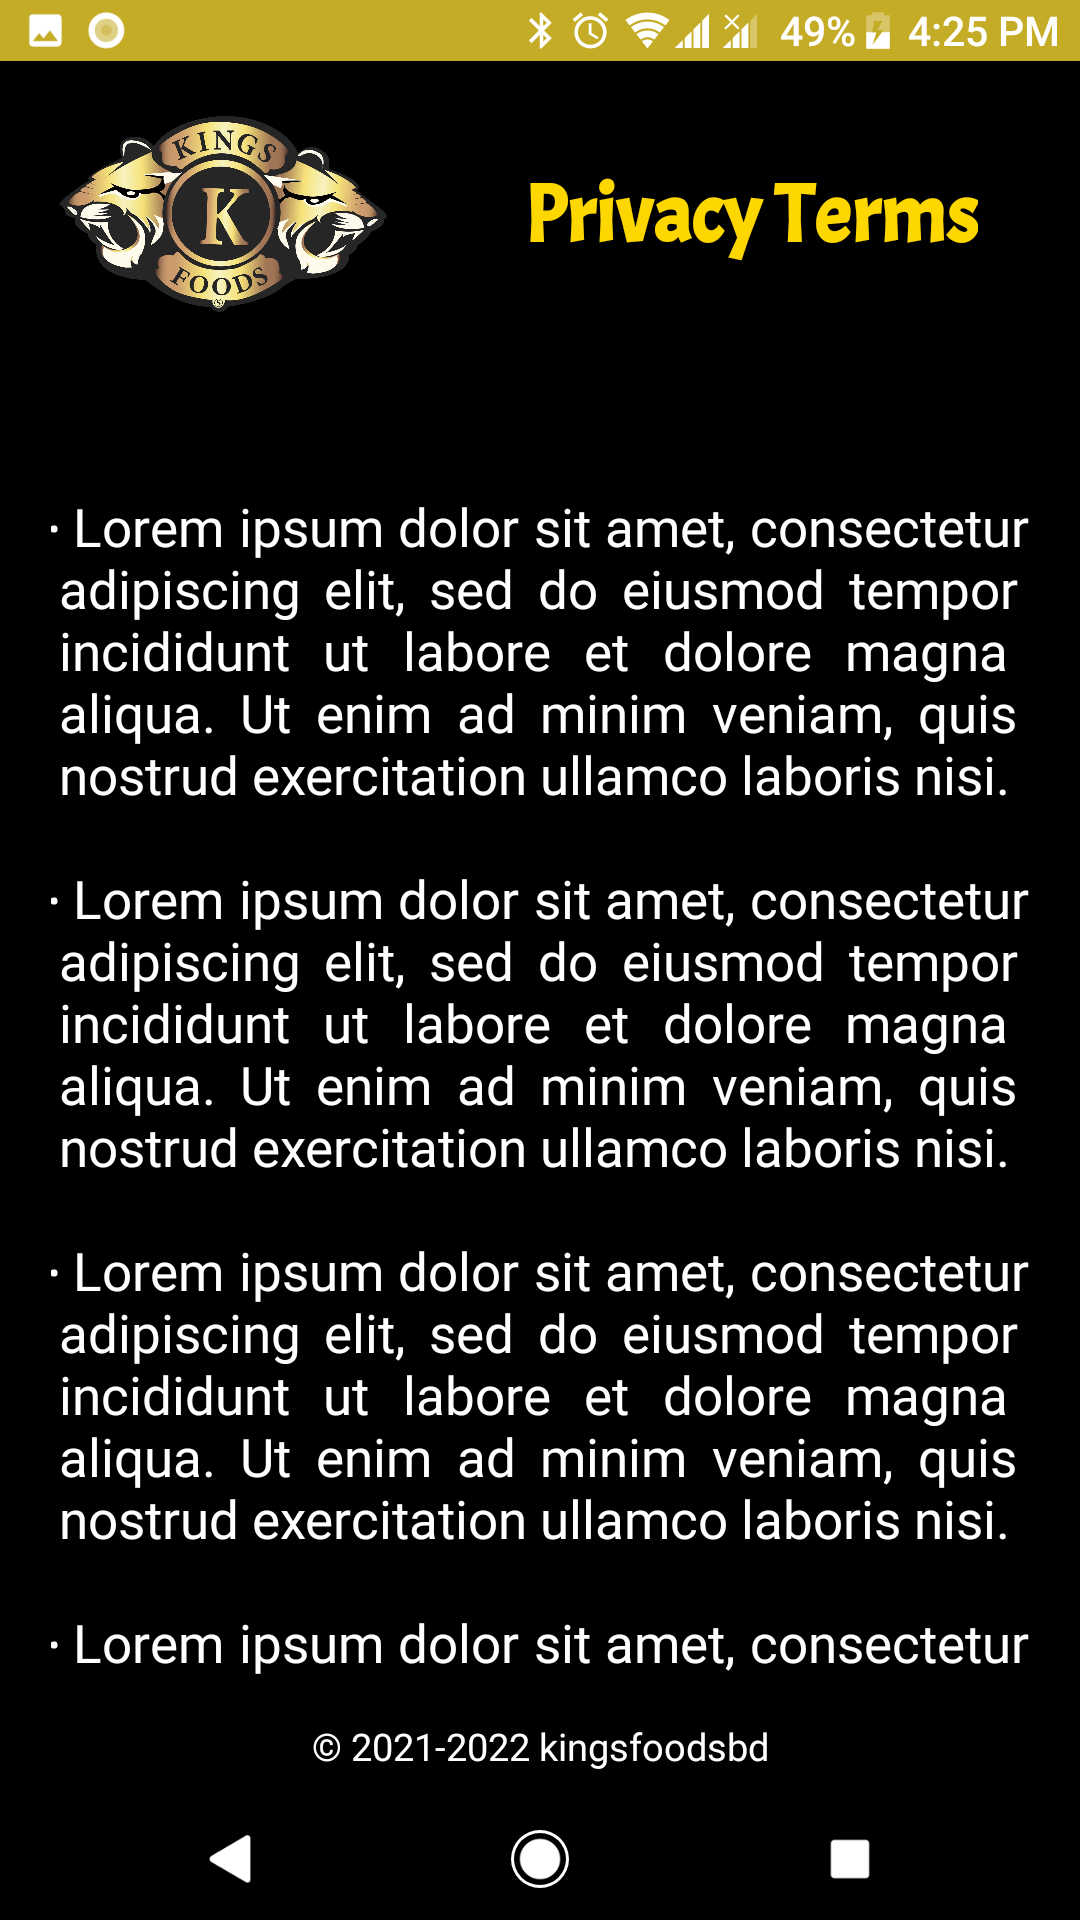 49% 4:25 PM
KINGS
K
FOODS
Privacy Terms
· Lorem ipsum dolor sit amet, consectetur
adipiscing elit, sed do eiusmod tempor
incididunt ut labore et dolore magna
aliqua. Ut enim ad minim veniam, quis
nostrud exercitation ullamco laboris nisi.
· Lorem ipsum dolor sit amet, consectetur
adipiscing elit, sed do eiusmod tempor
incididunt ut labore et dolore magna
aliqua. Ut enim ad minim veniam, quis
nostrud exercitation ullamco laboris nisi.
· Lorem ipsum dolor sit amet, consectetur
adipiscing elit, sed do eiusmod tempor
incididunt ut labore et dolore magna
aliqua. Ut enim ad minim veniam, quis
nostrud exercitation ullamco laboris nisi.
· Lorem ipsum dolor sit amet, consectetur
© 2021-2022 kingsfoodsbd